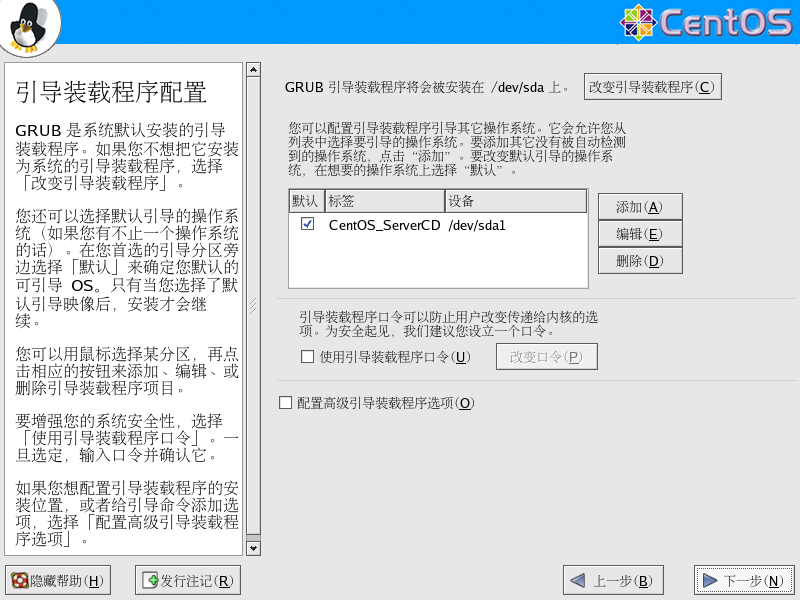 CentOS
引导装载程序配置
GRUB 是系统默认安装的引导
装载程序。如果您不想把它安装
为系统的引导装载程序，选择
「改变引导装载程序」。
您还可以选择默认引导的操作系
统（如果您有不止一个操作系统
的话）。在您首选的引导分区旁
边选择「默认」来确定您默认的
可引导 OS。只有当您选择了默
认引导映像后，安装才会继
续。
您可以用鼠标选择某分区，再点
击相应的按钮来添加、编辑、或
删除引导装载程序项目。
要增强您的系统安全性，选择
「使用引导装载程序口令」。一
旦选定，输入口令并确认它。
如果您想配置引导装载程序的安
装位置，或者给引导命令添加选
项，选择「配置高级引导装载程
序选项」。
GRUB 引导装载程序将会被安装在 /dev/sda 上。
改变引导装载程序(C)
您可以配置引导装载程序引导其它操作系统。它会允许您从
列表中选择要引导的操作系统。要添加其它没有被自动检测
到的操作系统，点击“添加”。要改变默认引导的操作系
统，在想要的操作系统上选择“默认”。
默认 标签 设备
CentOS_ServerCD /dev/sda1
添加(A)
编辑(E)
删除(D)
引导装载程序口令可以防止用户改变传递给内核的选
项。为安全起见，我们建议您设立一个口令。
使用引导装载程序口令(U) 改变口令(P)
配置高级引导装载程序选项(O)
隐藏帮助(H) 发行注记(R) 上一步(B) 下一步(N)